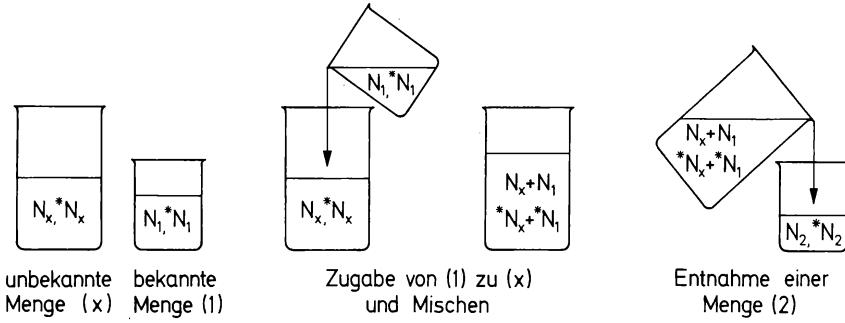 N₁, *N₁
Nₓ, *Nₓ
N₁, *N₁
Nₓ, *Nₓ
Nₓ+N₁
*Nₓ+*N₁
Nₓ+N₁
*Nₓ+*N₁
N₂, *N₂
unbekannte
Menge (x)
bekannte
Menge (1)
Zugabe von (1) zu (x)
und Mischen
Entnahme einer
Menge (2)